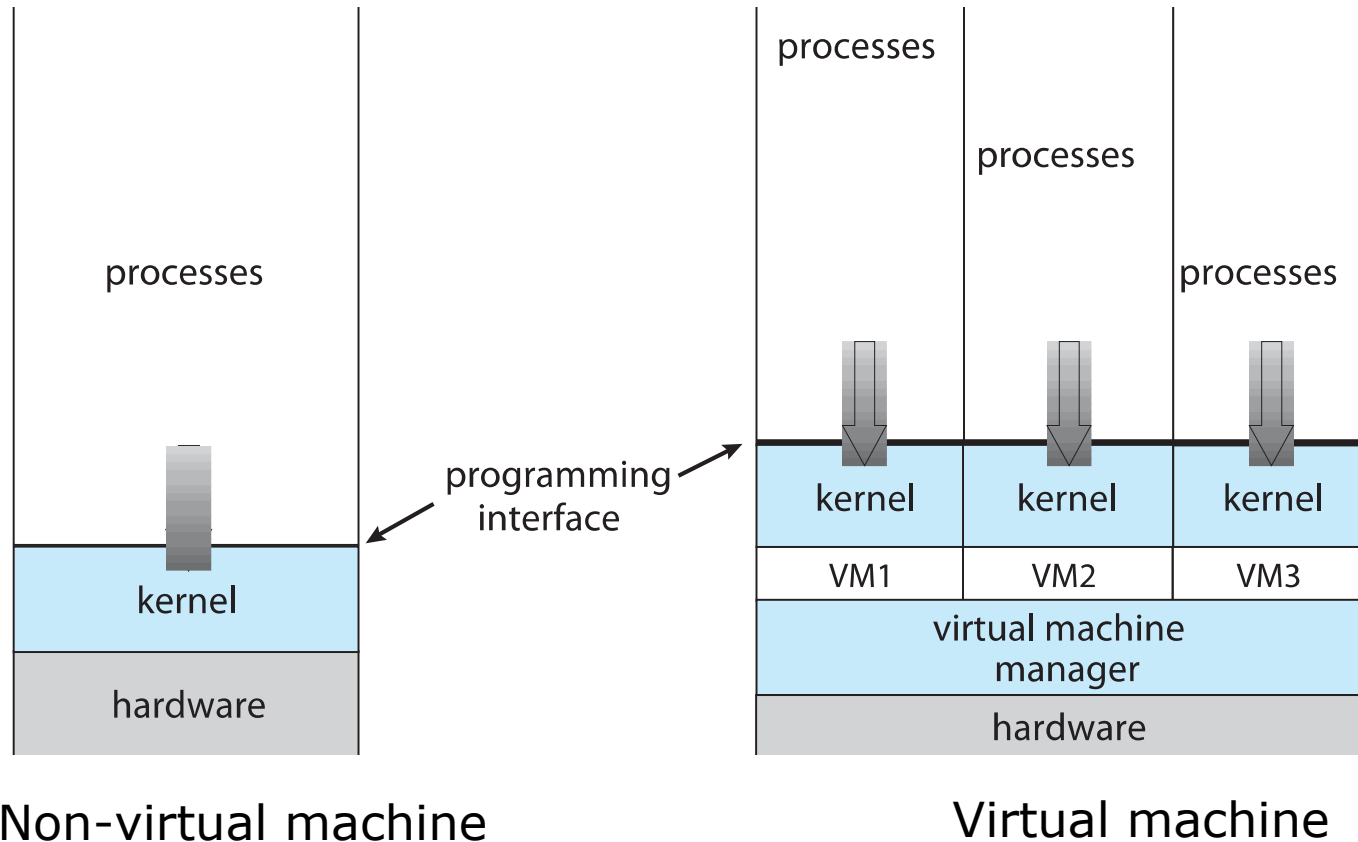 processes
kernel
hardware
programming
interface
processes
processes
processes
kernel
kernel
kernel
VM1
VM2
VM3
virtual machine
manager
hardware
Non-virtual machine
Virtual machine